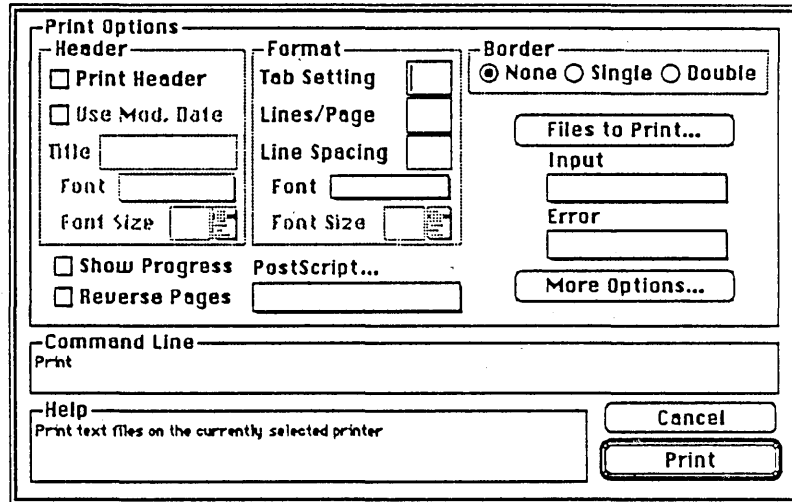 Print Options
Header
Print Header
Use Mod. Date
Title
Font
Font Size
Format
Tab Setting
Lines/Page
Line Spacing
Font
Font Size
Border
None Single Double
Files to Print...
Input
Error
More Options...
Show Progress
Reverse Pages
PostScript...
Command Line
Print
Help
Print text files on the currently selected printer
Cancel
Print